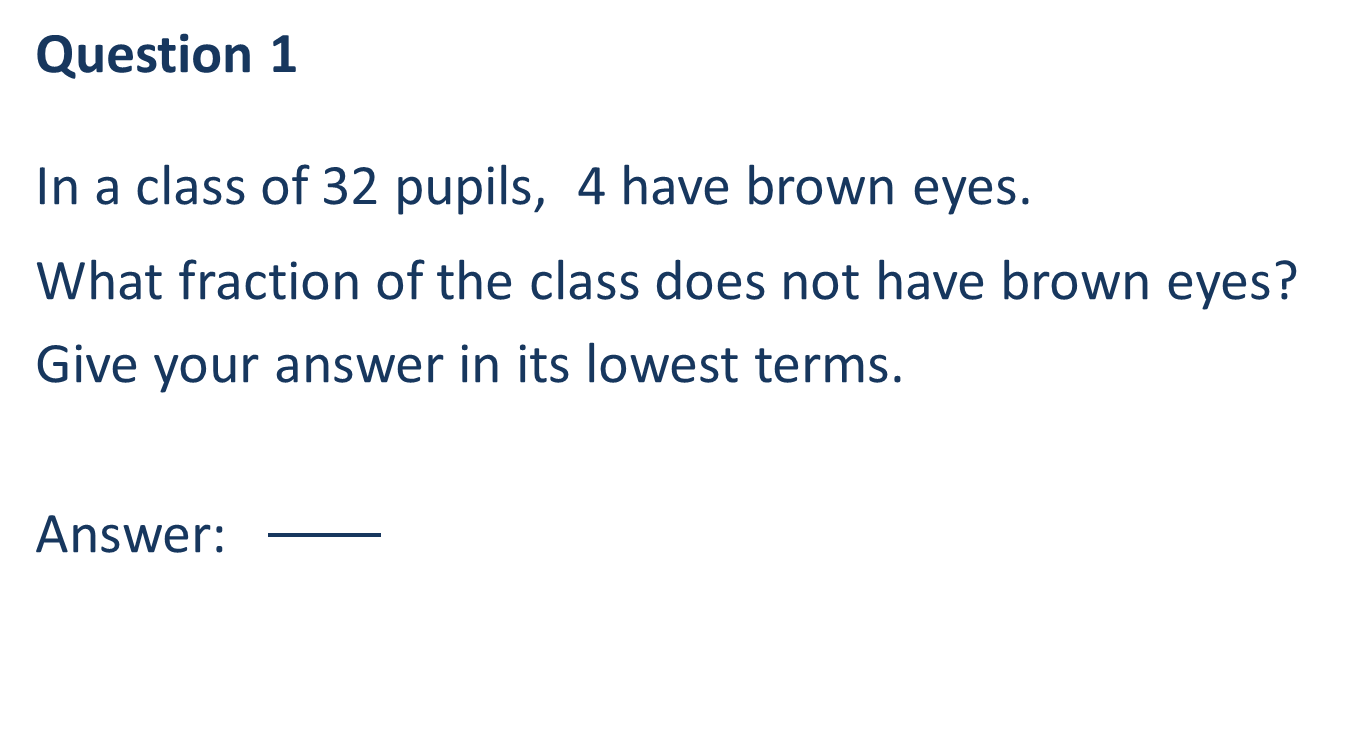 Question 1
In a class of 32 pupils,  4 have brown eyes.
What fraction of the class does not have brown eyes?
Give your answer in its lowest terms.
Answer: